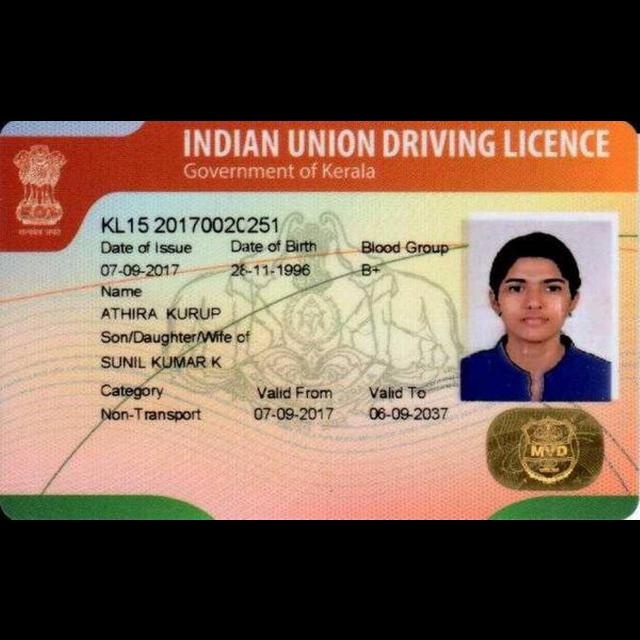 INDIAN UNION DRIVING LICENCE
Government of Kerala
सत्यमेव जयते
KL15 20170020251
Date of Issue Date of Birth Blood Group
07-09-2017 26-11-1996 B+
Name
ATHIRA KURUP
Son/Daughter/Wife of
SUNIL KUMAR K
Category Valid From Valid To
Non-Transport 07-09-2017 06-09-2037
MVD